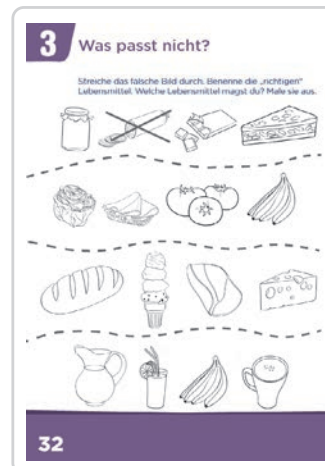 3
Was passt nicht?
Streiche das falsche Bild durch. Benenne die „richtigen“
Lebensmittel. Welche Lebensmittel magst du? Male sie aus.
32